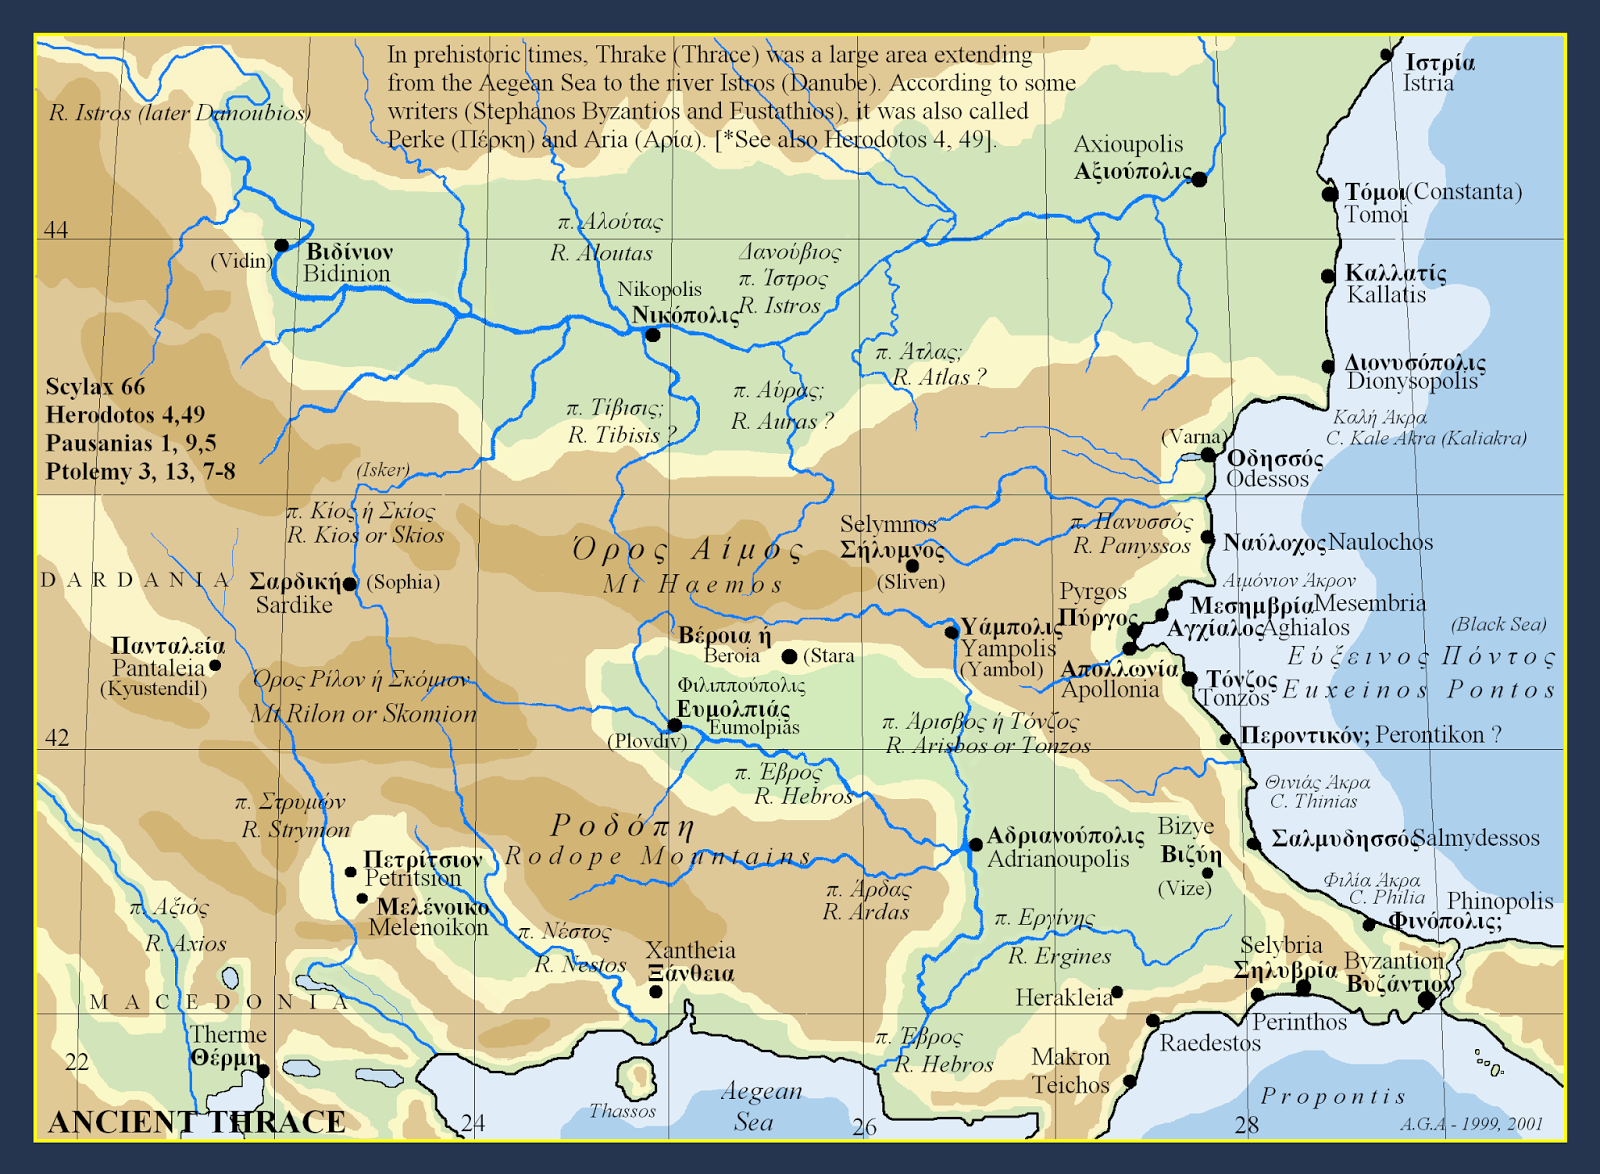 In prehistoric times, Thrake (Thrace) was a large area extending
from the Aegean Sea to the river Istros (Danube). According to some
writers (Stephanos Byzantios and Eustathios), it was also called
Perke (Πέρκη) and Aria (Αρία). [*See also Herodotos 4, 49].
R. Istros (later Danoubios)
Ιστρία
Istria
Axioupolis
Αξιούπολις
Τόμοι (Constanta)
Tomoi
44
(Vidin)
Βιδίνιον
Bidinion
π. Αλούτας
R. Aloutas
Δανούβιος
π. Ίστρος
R. Istros
Nikopolis
Νικόπολις
Καλλατίς
Kallatis
π. Άτλας;
R. Atlas ?
Διονυσόπολις
Dionysopolis
Scylax 66
Herodotos 4,49
Pausanias 1, 9,5
Ptolemy 3, 13, 7-8
π. Τίβισις;
R. Tibisis ?
π. Αύρας;
R. Auras ?
Καλή Άκρα
C. Kale Akra (Kaliakra)
(Varna)
Οδησσός
Odessos
(Isker)
π. Κίος ή Σκίος
R. Kios or Skios
Όρος Αίμος
Mt Haemos
Selymnos
Σήλυμνος
(Sliven)
π. Πανυσσός
R. Panyssos
Ναύλοχος Naulochos
DARDANIA
Σαρδική (Sophia)
Sardike
Αιμόνιον Άκρον
Pyrgos
Πύργος
Μεσημβρία Mesembria
Αγχίαλος Aghialos
(Black Sea)
Εύξεινος Πόντος
Euxeinos Pontos
Πανταλεία
Pantaleia
(Kyustendil)
Βέροια ή
Beroia
(Stara
Υάμπολις
Yampolis
(Yambol)
Απολλωνία
Apollonia
Τόνζος
Tonzos
Όρος Ρίλον ή Σκόμιον
Mt Rilon or Skomion
Φιλιππούπολις
Ευμολπιάς
Eumolpias
(Plovdiv)
π. Άρισβος ή Τόνζος
R. Arisbos or Tonzos
42
Περοντικόν; Perontikon ?
π. Έβρος
R. Hebros
Θινιάς Άκρα
C. Thinias
π. Στρυμών
R. Strymon
Ροδόπη
Rodope Mountains
Αδριανούπολις
Adrianoupolis
Bizye
Βιζύη
(Vize)
Σαλμυδησσός Salmydessos
Πετρίτσιον
Petritsion
Μελένοικο
Melenoikon
π. Άρδας
R. Ardas
Φιλία Άκρα
C. Philia
Phinopolis
Φινόπολις;
π. Αξιός
R. Axios
π. Νέστος
R. Nestos
Xantheia
Ξάνθεια
π. Εργίνης
R. Ergines
Selybria
Σηλυβρία
Byzantion
Βυζάντιον
MACEDONIA
Herakleia
Perinthos
Raedestos
Therme
Θέρμη
π. Έβρος
R. Hebros
Makron
Teichos
22
Thassos
Aegean
Sea
Propontis
ANCIENT THRACE
24
26
28
A.G.A - 1999, 2001